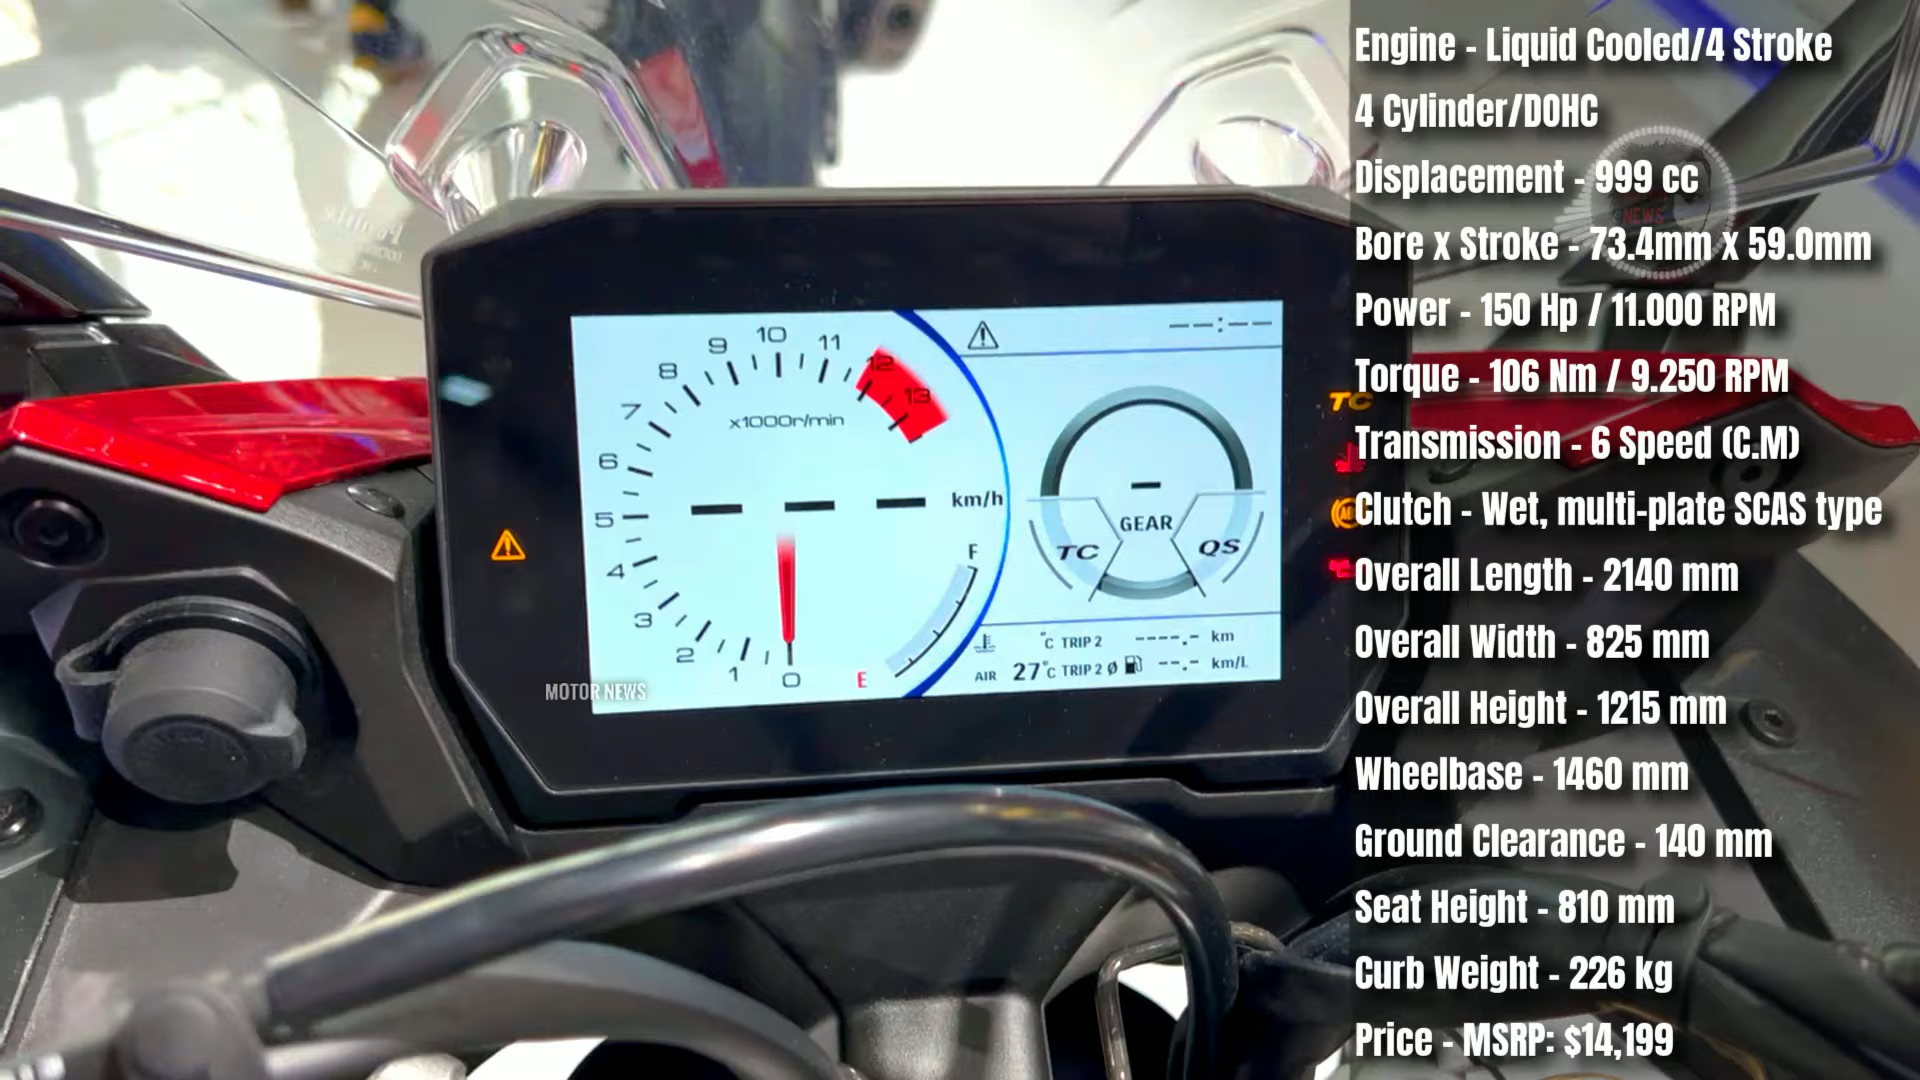 Engine - Liquid Cooled/4 Stroke
4 Cylinder/DOHC
Displacement - 999 cc
Bore x Stroke - 73.4mm x 59.0mm
Power - 150 Hp / 11.000 RPM
Torque - 106 Nm / 9.250 RPM
Transmission - 6 Speed (C.M)
Clutch - Wet, multi-plate SCAS type
Overall Length - 2140 mm
Overall Width - 825 mm
Overall Height - 1215 mm
Wheelbase - 1460 mm
Ground Clearance - 140 mm
Seat Height - 810 mm
Curb Weight - 226 kg
Price - MSRP: $14,199
NEWS
0
1
2
3
4
5
6
7
8
9
10
11
12
13
x1000r/min
--- km/h
F
E
--:--
-
GEAR
TC
QS
°C TRIP 2 ----.- km
AIR 27°C TRIP 2 Ø --.- km/L
TC
MOTOR NEWS